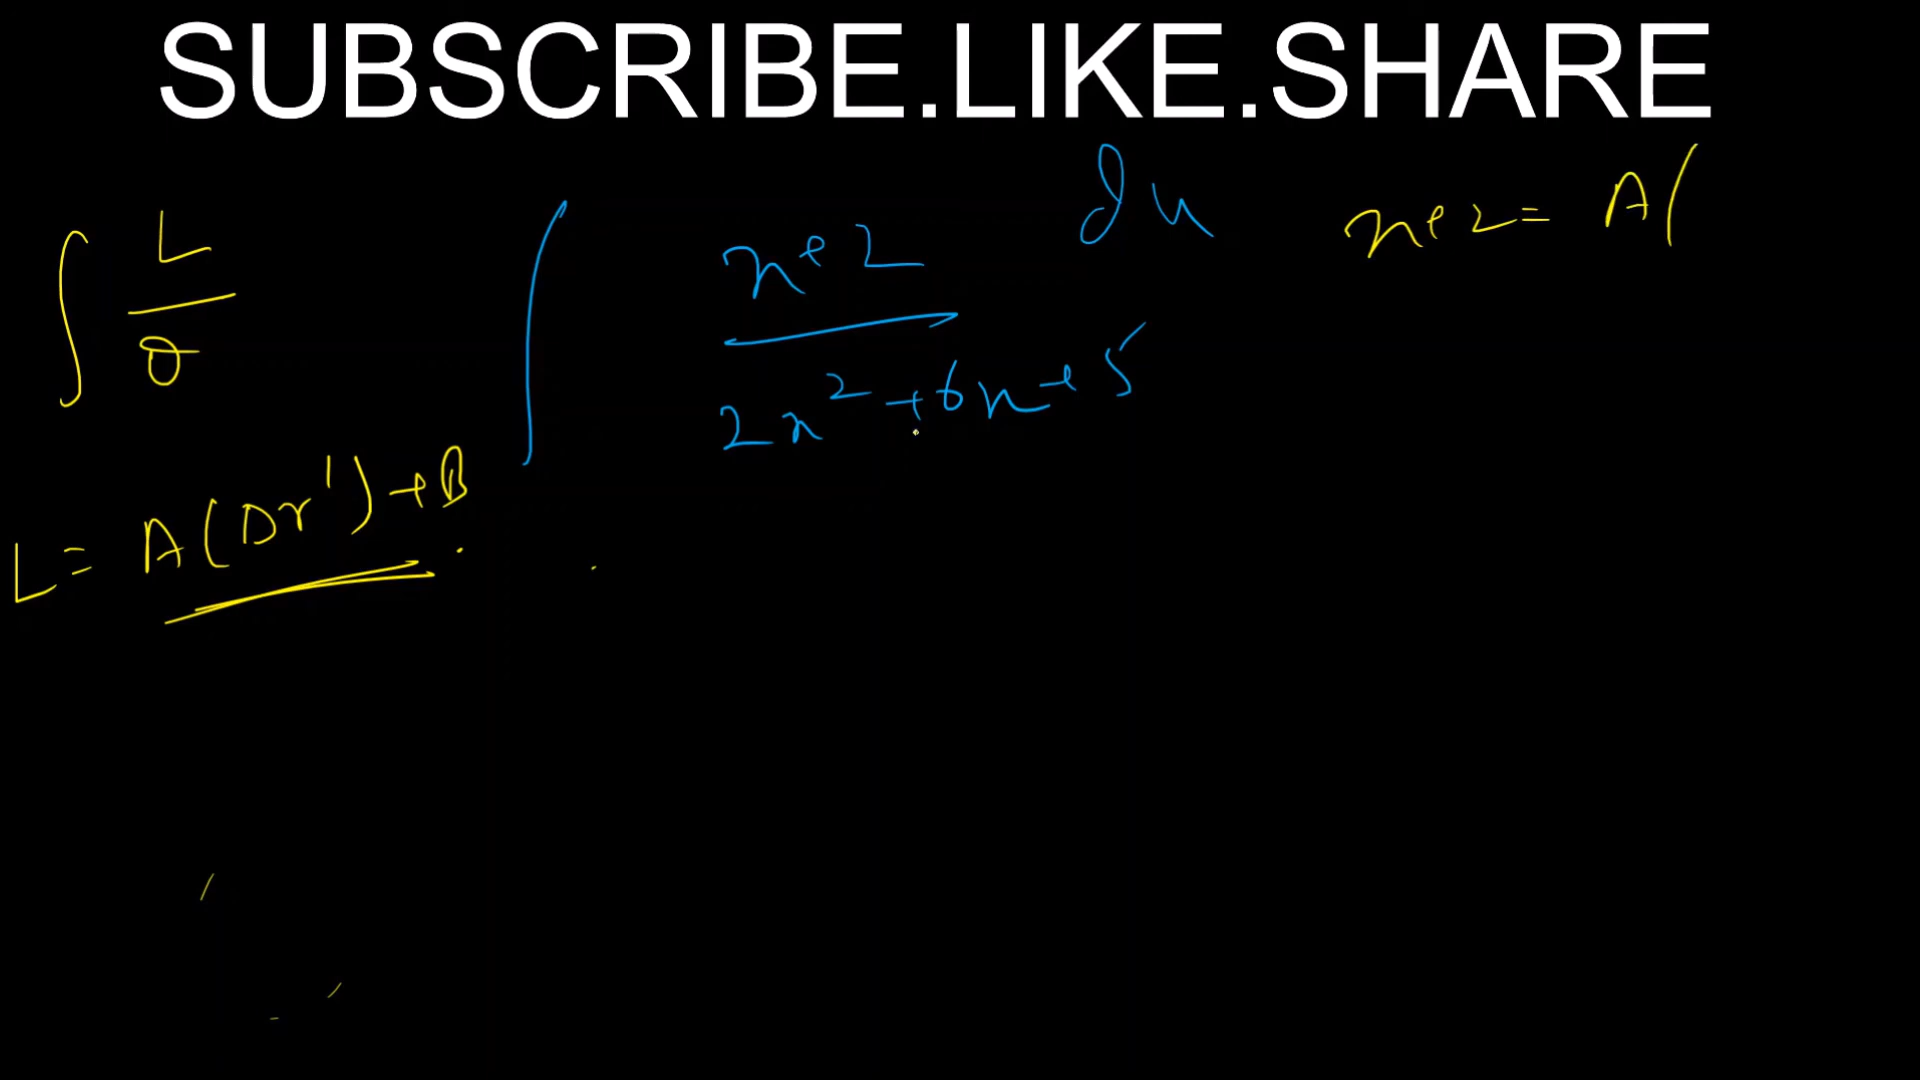 SUBSCRIBE.LIKE.SHARE
∫ L/Q
∫ x+2 / 2x²+6x+5 dx
x+2 = A(
L = A(Dr')+B